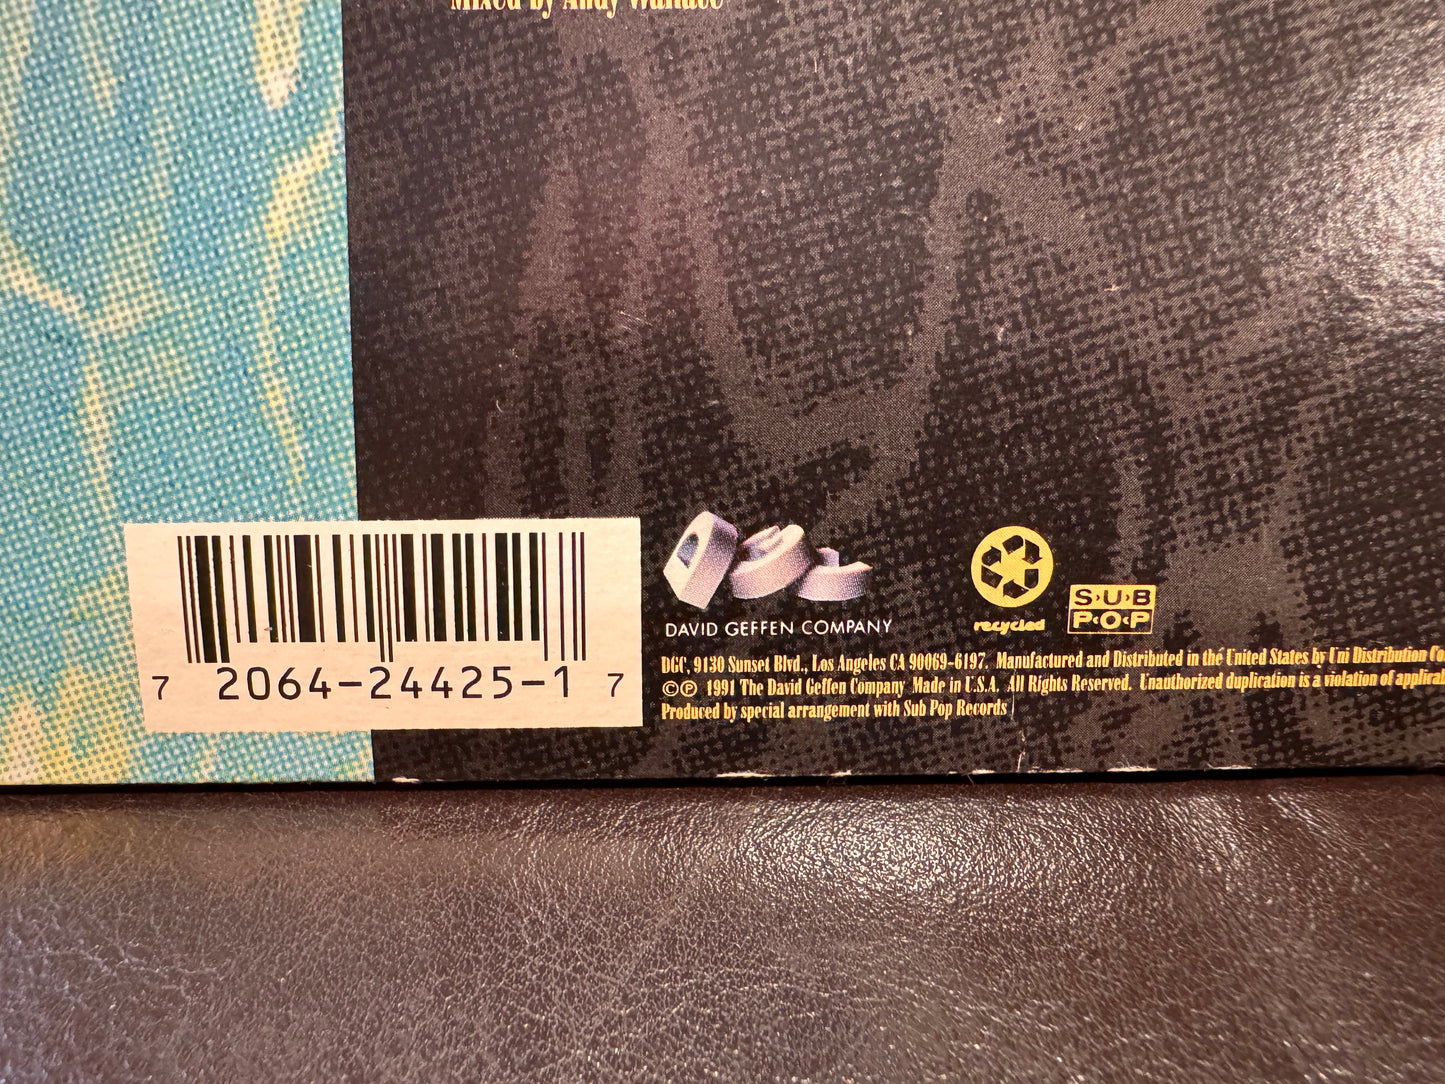 Mixed by Andy Wallace
7 2064-24425-1 7
DAVID GEFFEN COMPANY
recycled
SUB
POP
DGC, 9130 Sunset Blvd., Los Angeles CA 90069-6197. Manufactured and Distributed in the United States by Uni Distribution
©℗ 1991 The David Geffen Company Made in U.S.A. All Rights Reserved. Unauthorized duplication is a violation of
Produced by special arrangement with Sub Pop Records